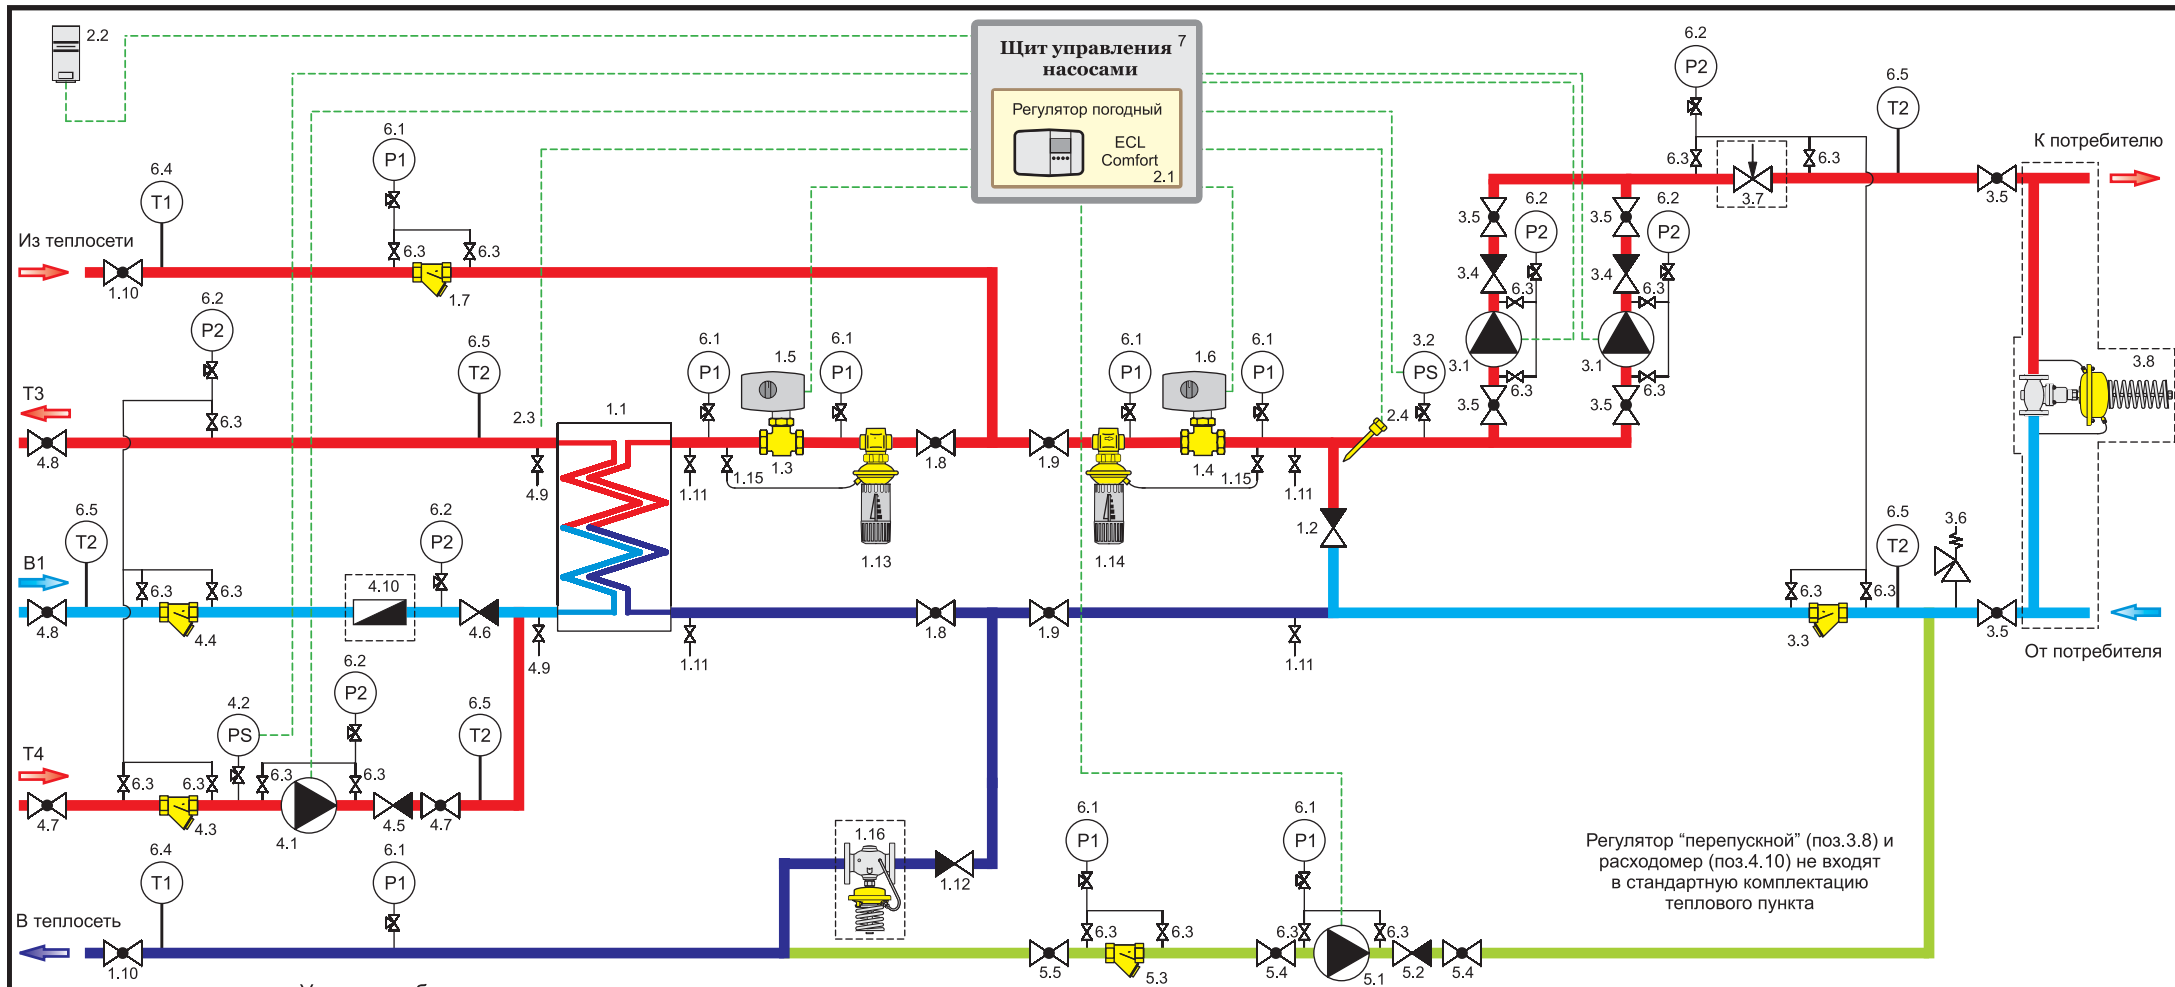 2.2
Щит управления 7
насосами
Регулятор погодный
ECL
Comfort
2.1
6.2
P2
6.5
T2
К потребителю
6.3
6.3
3.7
3.5
6.1
P1
6.4
T1
6.3
6.3
Из теплосети
1.10
1.7
3.5
6.2
P2
3.5
6.2
P2
3.4
6.3
3.4
6.3
3.1
6.3
3.1
6.3
3.5
3.5
6.2
P2
6.3
T3
4.8
6.5
T2
2.3
1.1
4.9
6.1
P1
1.5
6.1
P1
1.3
1.11
1.15
1.13
1.8
1.9
6.1
P1
1.6
6.1
P1
1.4
1.14
1.15
1.11
3.2
PS
2.4
1.2
3.8
6.5
T2
B1
4.8
6.3
6.3
4.4
4.10
6.2
P2
4.6
4.9
1.11
1.8
1.9
1.11
6.3
6.3
3.3
6.5
T2
3.6
3.5
От потребителя
T4
4.7
6.3
6.3
4.3
4.2
PS
6.3
6.2
P2
6.3
4.1
4.5
4.7
6.5
T2
1.16
1.12
6.4
T1
6.1
P1
В теплосеть
1.10
6.1
P1
6.3
6.3
5.5
5.3
6.1
P1
6.3
6.3
5.4
5.1
5.2
5.4
Регулятор “перепускной” (поз.3.8) и
расходомер (поз.4.10) не входят
в стандартную комплектацию
теплового пункта